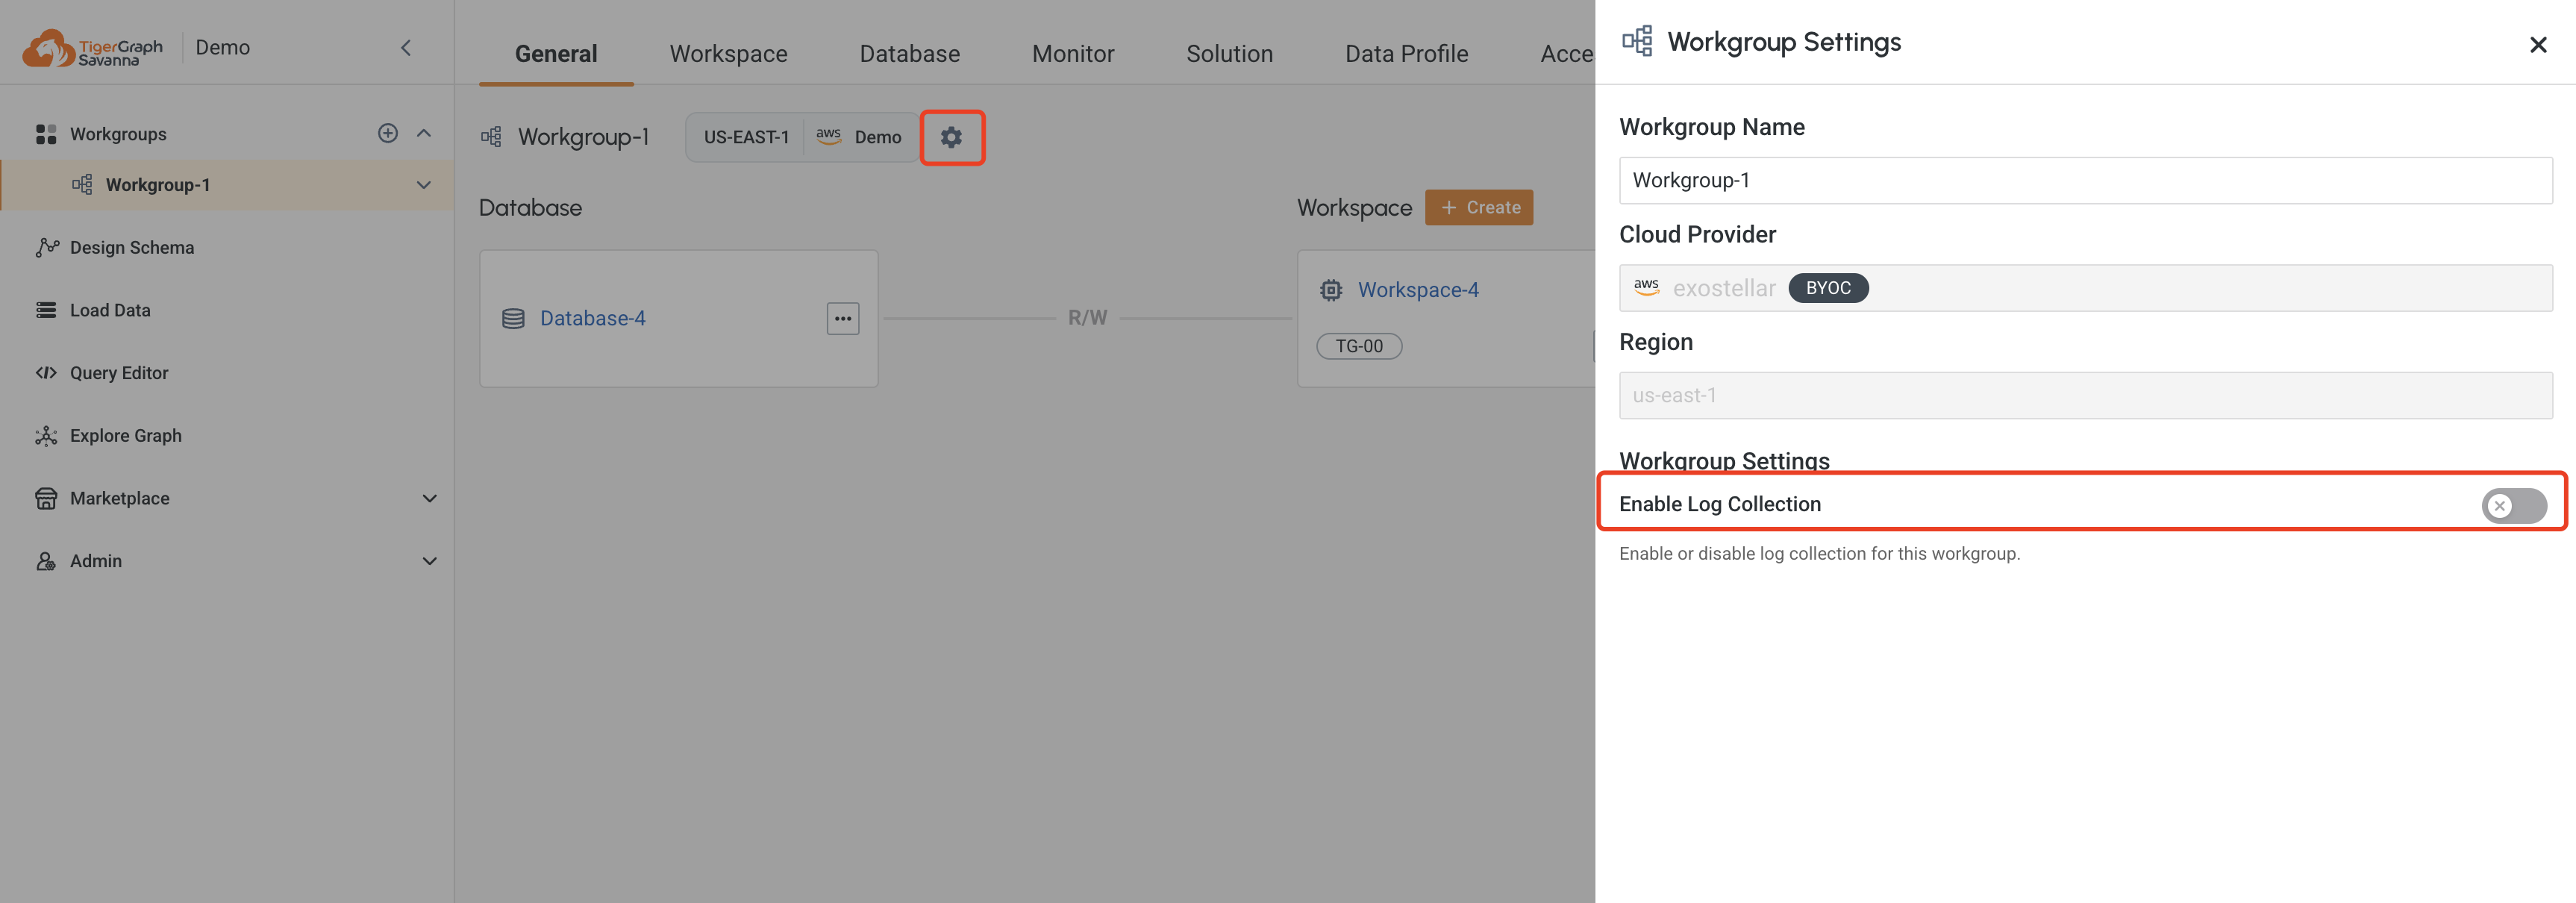 TigerGraph
Savanna
Demo
Workgroups
Workgroup-1
Design Schema
Load Data
Query Editor
Explore Graph
Marketplace
Admin
General
Workspace
Database
Monitor
Solution
Data Profile
Acce
Workgroup-1
US-EAST-1
aws
Demo
Database
Workspace
+ Create
Database-4
R/W
Workspace-4
TG-00
Workgroup Settings
Workgroup Name
Workgroup-1
Cloud Provider
aws exostellar BYOC
Region
us-east-1
Workgroup Settings
Enable Log Collection
Enable or disable log collection for this workgroup.